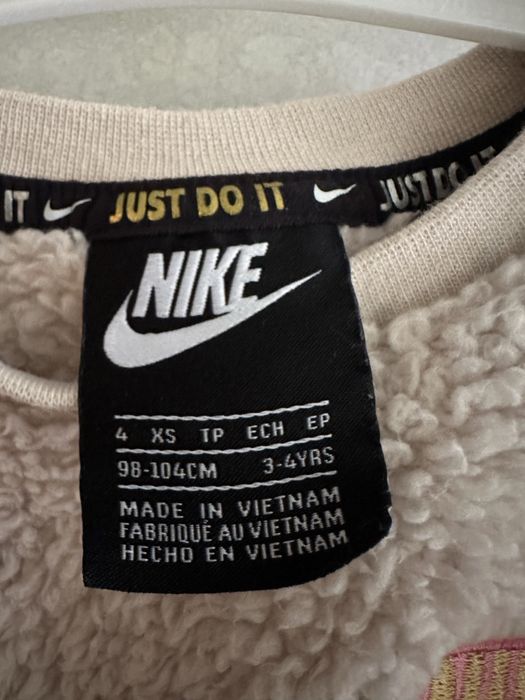 IT JUST DO IT JUST DO IT
NIKE
4 XS TP ECH EP
98-104CM 3-4YRS
MADE IN VIETNAM
FABRIQUÉ AU VIETNAM
HECHO EN VIETNAM